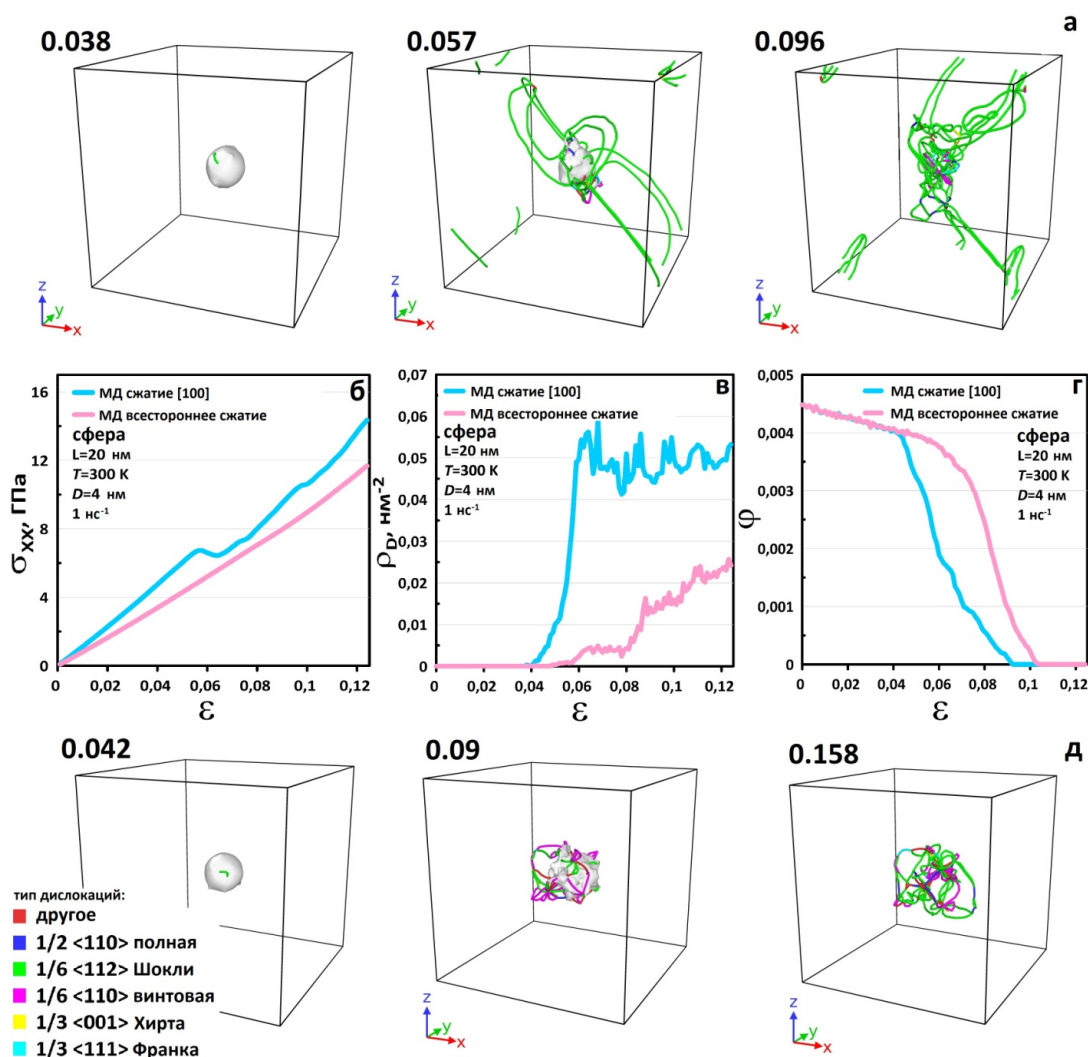 0.038
0.057
0.096
а
z
y
x
z
y
x
z
y
x
б
МД сжатие [100]
МД всестороннее сжатие
сфера
L=20 нм
T=300 K
D=4 нм
1 нс⁻¹
σXX, ГПа
16
12
8
4
0
0
0,02
0,04
0,06
0,08
0,1
0,12
ε
в
МД сжатие [100]
МД всестороннее сжатие
сфера
L=20 нм
T=300 K
D=4 нм
1 нс⁻¹
ρD, нм⁻²
0,07
0,06
0,05
0,04
0,03
0,02
0,01
0
0
0,02
0,04
0,06
0,08
0,1
0,12
ε
г
МД сжатие [100]
МД всестороннее сжатие
сфера
L=20 нм
T=300 K
D=4 нм
1 нс⁻¹
φ
0,005
0,004
0,003
0,002
0,001
0
0
0,02
0,04
0,06
0,08
0,1
0,12
ε
0.042
0.09
0.158
д
тип дислокаций:
другое
1/2 <110> полная
1/6 <112> Шокли
1/6 <110> винтовая
1/3 <001> Хирта
1/3 <111> Франка
z
y
x
z
y
x